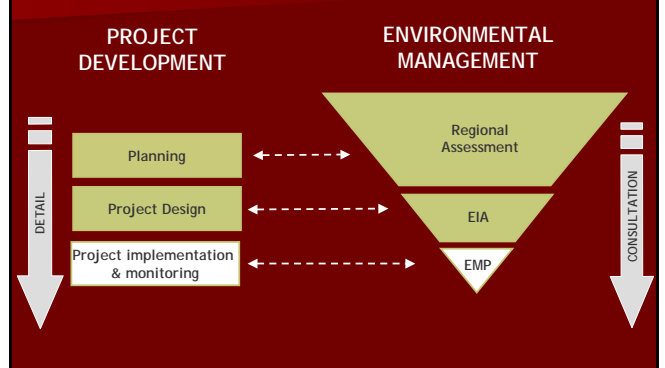 PROJECT
DEVELOPMENT
ENVIRONMENTAL
MANAGEMENT
Planning
Regional
Assessment
Project Design
EIA
Project implementation
& monitoring
EMP
DETAIL
CONSULTATION